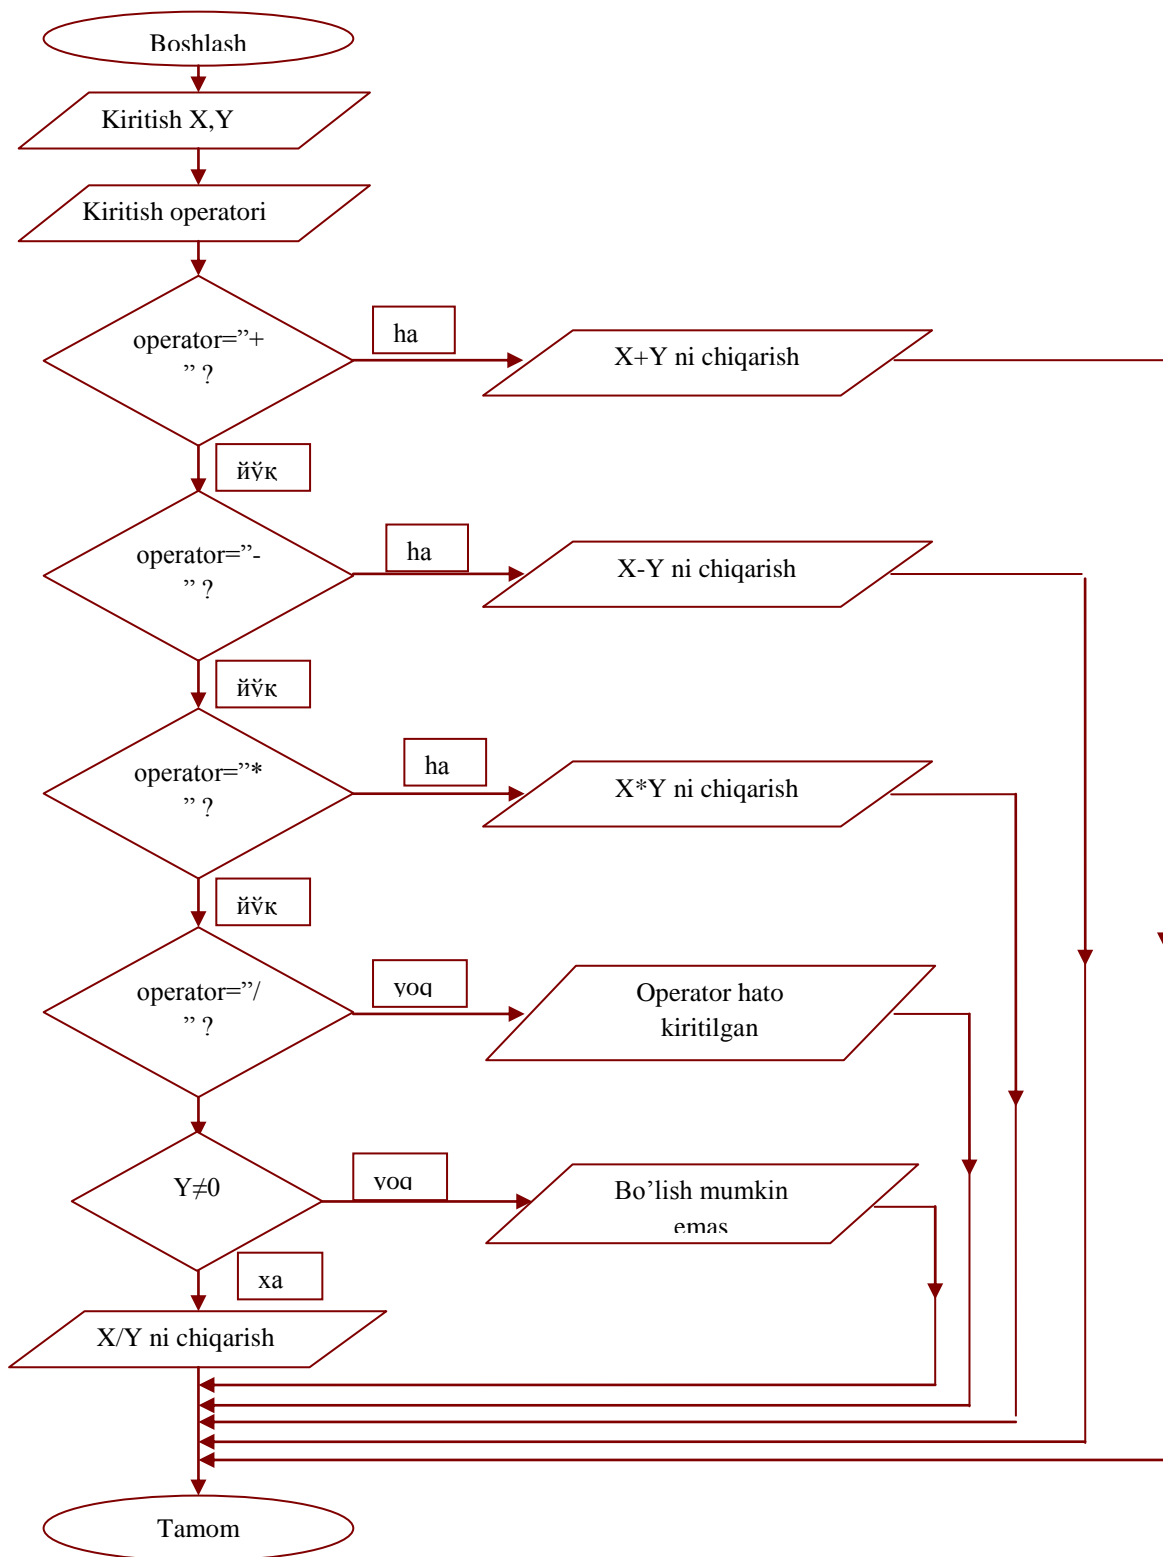 Boshlash
Kiritish X,Y
Kiritish operatori
operator=”+
” ?
ha
X+Y ni chiqarish
йўқ
operator=”-
” ?
ha
X-Y ni chiqarish
йўқ
operator=”*
” ?
ha
X*Y ni chiqarish
йўқ
operator=”/
” ?
yoq
Operator hato
kiritilgan
Y≠0
yoq
Bo’lish mumkin
emas
xa
X/Y ni chiqarish
Tamom